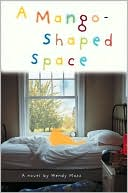 A Mango-
Shaped
Space
A novel by Wendy Mass